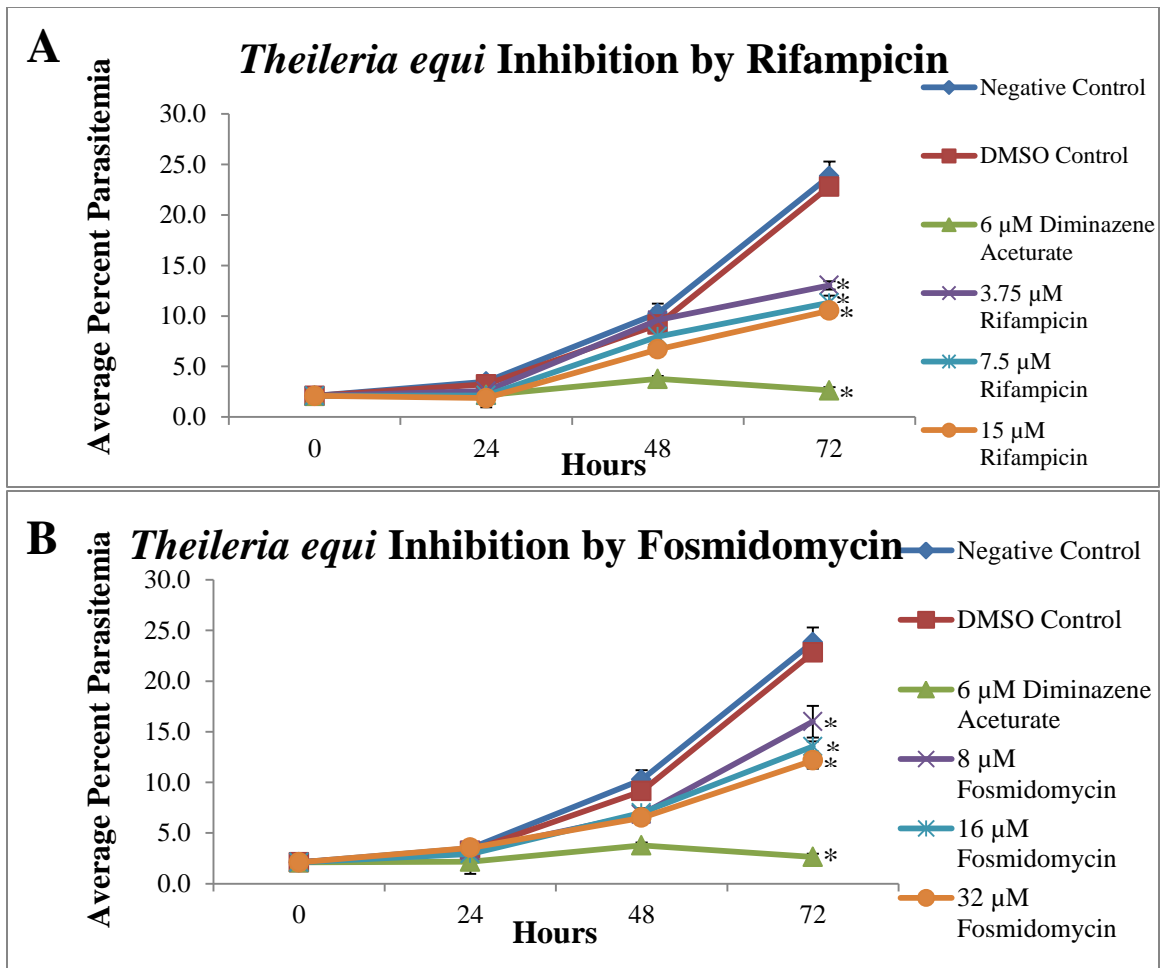 A
Theileria equi Inhibition by Rifampicin
Average Percent Parasitemia
30.0
25.0
20.0
15.0
10.0
5.0
0.0
0
24
48
72
Hours
*
*
*
*
Negative Control
DMSO Control
6 µM Diminazene
Aceturate
3.75 µM
Rifampicin
7.5 µM
Rifampicin
15 µM
Rifampicin
B
Theileria equi Inhibition by Fosmidomycin
Average Percent Parasitemia
30.0
25.0
20.0
15.0
10.0
5.0
0.0
0
24
48
72
Hours
*
*
*
*
Negative Control
DMSO Control
6 µM Diminazene
Aceturate
8 µM
Fosmidomycin
16 µM
Fosmidomycin
32 µM
Fosmidomycin